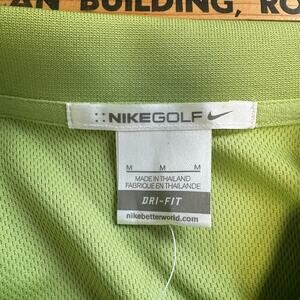 AN BUILDING, RO
::NIKEGOLF
M M M
MADE IN THAILAND
FABRIQUE EN THAILANDE
DRI-FIT
nikebetterworld.com